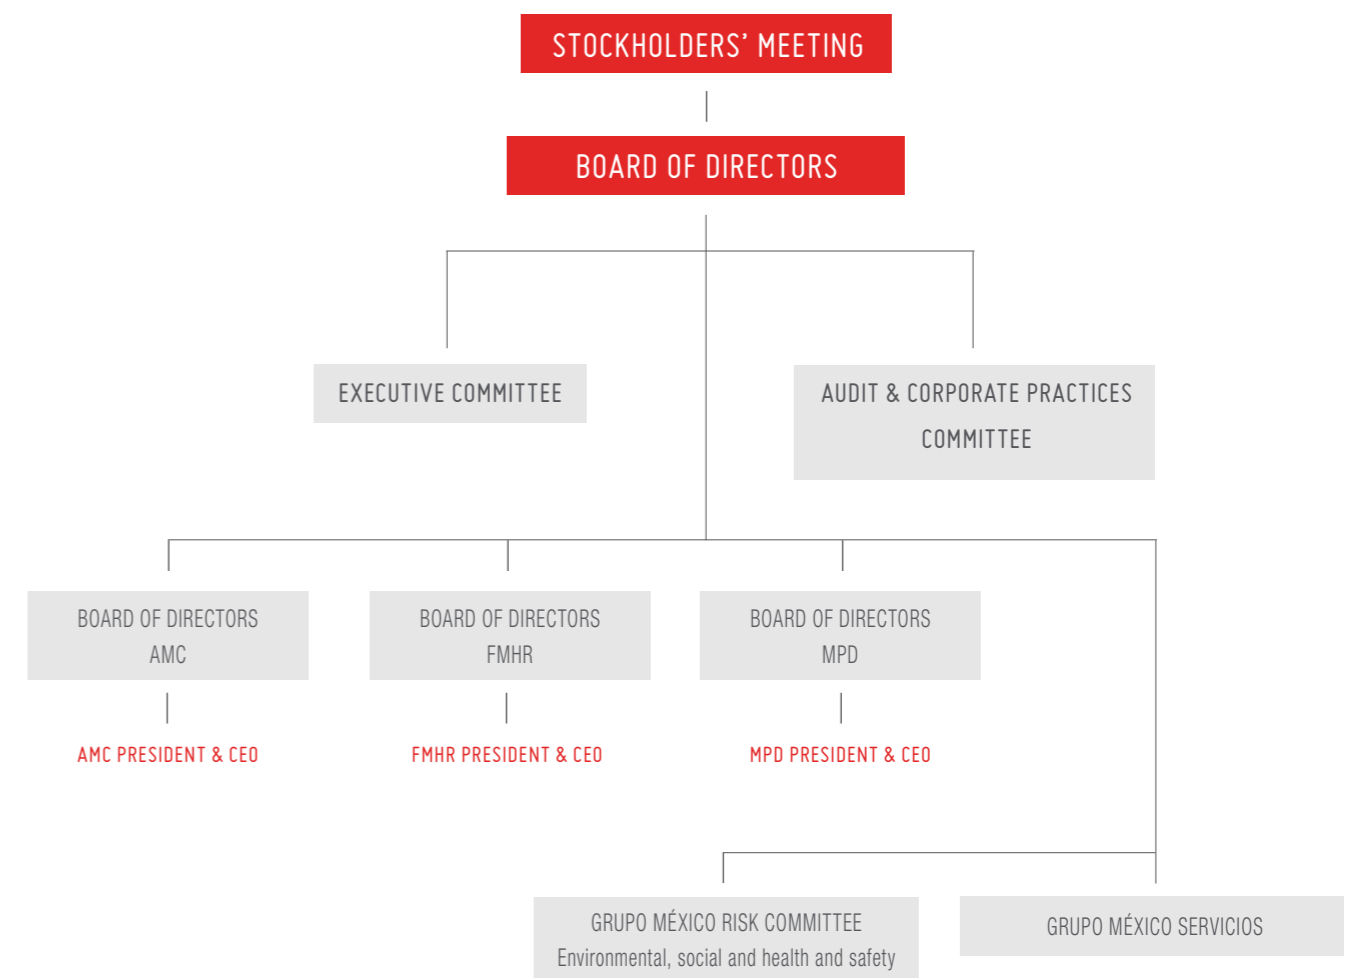 STOCKHOLDERS’ MEETING
BOARD OF DIRECTORS
EXECUTIVE COMMITTEE
AUDIT & CORPORATE PRACTICES
COMMITTEE
BOARD OF DIRECTORS
AMC
BOARD OF DIRECTORS
FMHR
BOARD OF DIRECTORS
MPD
AMC PRESIDENT & CEO
FMHR PRESIDENT & CEO
MPD PRESIDENT & CEO
GRUPO MÉXICO RISK COMMITTEE
Environmental, social and health and safety
GRUPO MÉXICO SERVICIOS